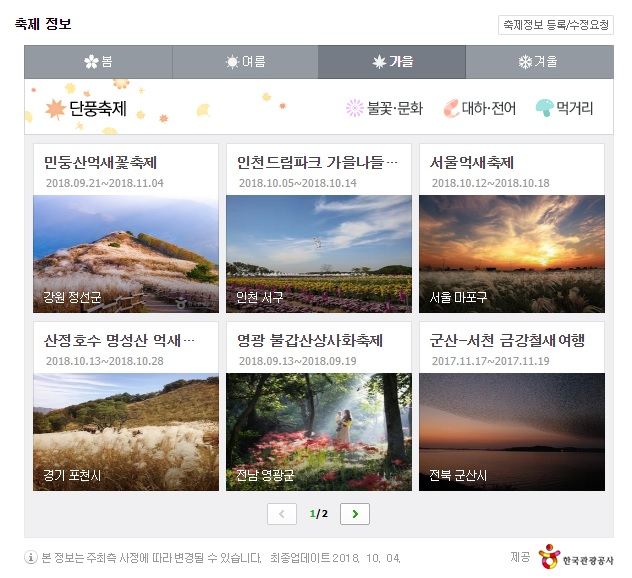 축제 정보
축제정보 등록/수정요청
봄
여름
가을
겨울
단풍축제
불꽃·문화
대하·전어
먹거리
민둥산억새꽃축제
2018.09.21~2018.11.04
강원 정선군
인천드림파크 가을나들…
2018.10.05~2018.10.14
인천 서구
서울억새축제
2018.10.12~2018.10.18
서울 마포구
산정호수 명성산 억새…
2018.10.13~2018.10.28
경기 포천시
영광 불갑산상사화축제
2018.09.13~2018.09.19
전남 영광군
군산-서천 금강철새여행
2017.11.17~2017.11.19
전북 군산시
1/2
본 정보는 주최측 사정에 따라 변경될 수 있습니다. 최종업데이트 2018. 10. 04.
제공 한국관광공사